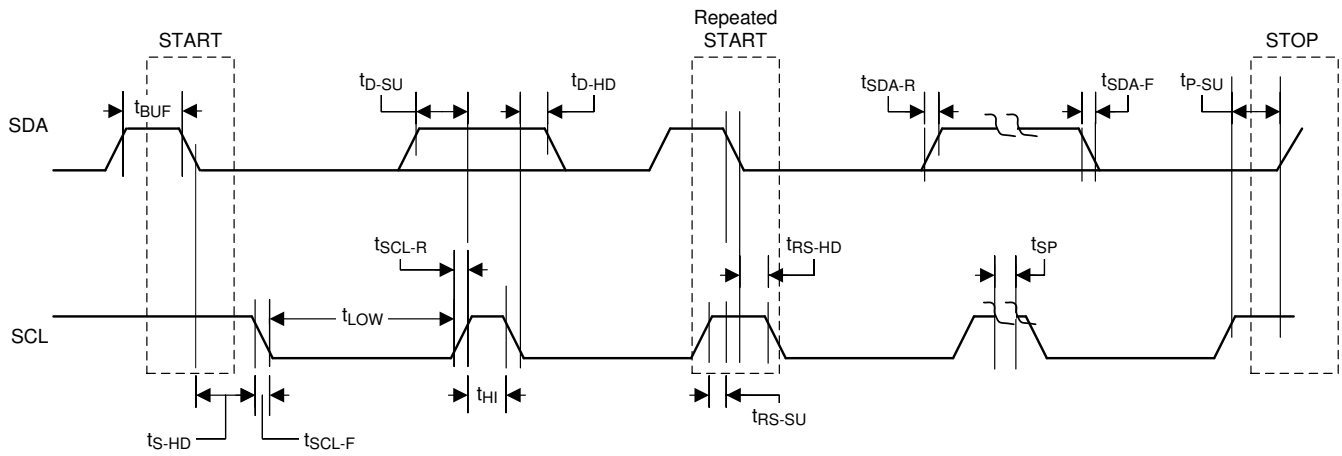 Repeated
START
START
STOP
tD-SU
tD-HD
tSDA-R
tSDA-F
tP-SU
tBUF
SDA
tSCL-R
tRS-HD
tSP
tLOW
SCL
tHI
tRS-SU
tS-HD
tSCL-F